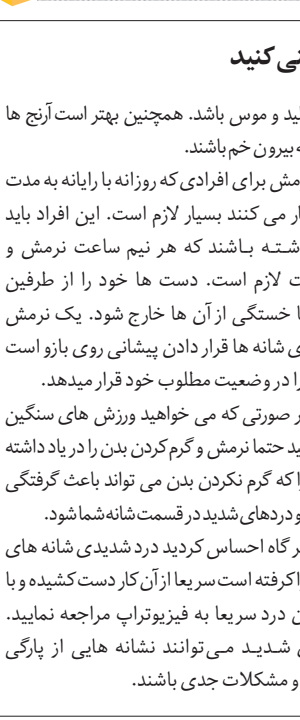 کنید
ید و موس باشد. همچنین بهتر است آرنج ها
بیرون خم باشند.
مش برای افرادی که روزانه با رایانه به مدت
ار می کنند بسیار لازم است. این افراد باید
شته باشند که هر نیم ساعت نرمش و
ت لازم است. دست ها خود را از طرفین
ا خستگی از آن ها خارج شود. یک نرمش
ی شانه ها قرار دادن پیشانی روی بازو است
را در وضعیت مطلوب خود قرار میدهد.
ر صورتی که می خواهید ورزش های سنگین
ید حتما نرمش و گرم کردن بدن را در یاد داشته
را که گرم نکردن بدن می تواند باعث گرفتگی
و دردهای شدید در قسمت شانه شما شود.
ر گاه احساس کردید درد شدیدی شانه های
را کرفته است سریعا از آن کار دست کشیده و با
ن درد سریعا به فیزیوتراپ مراجعه نمایید.
ی شدید می‌توانند نشانه هایی از پارگی
و مشکلات جدی باشند.